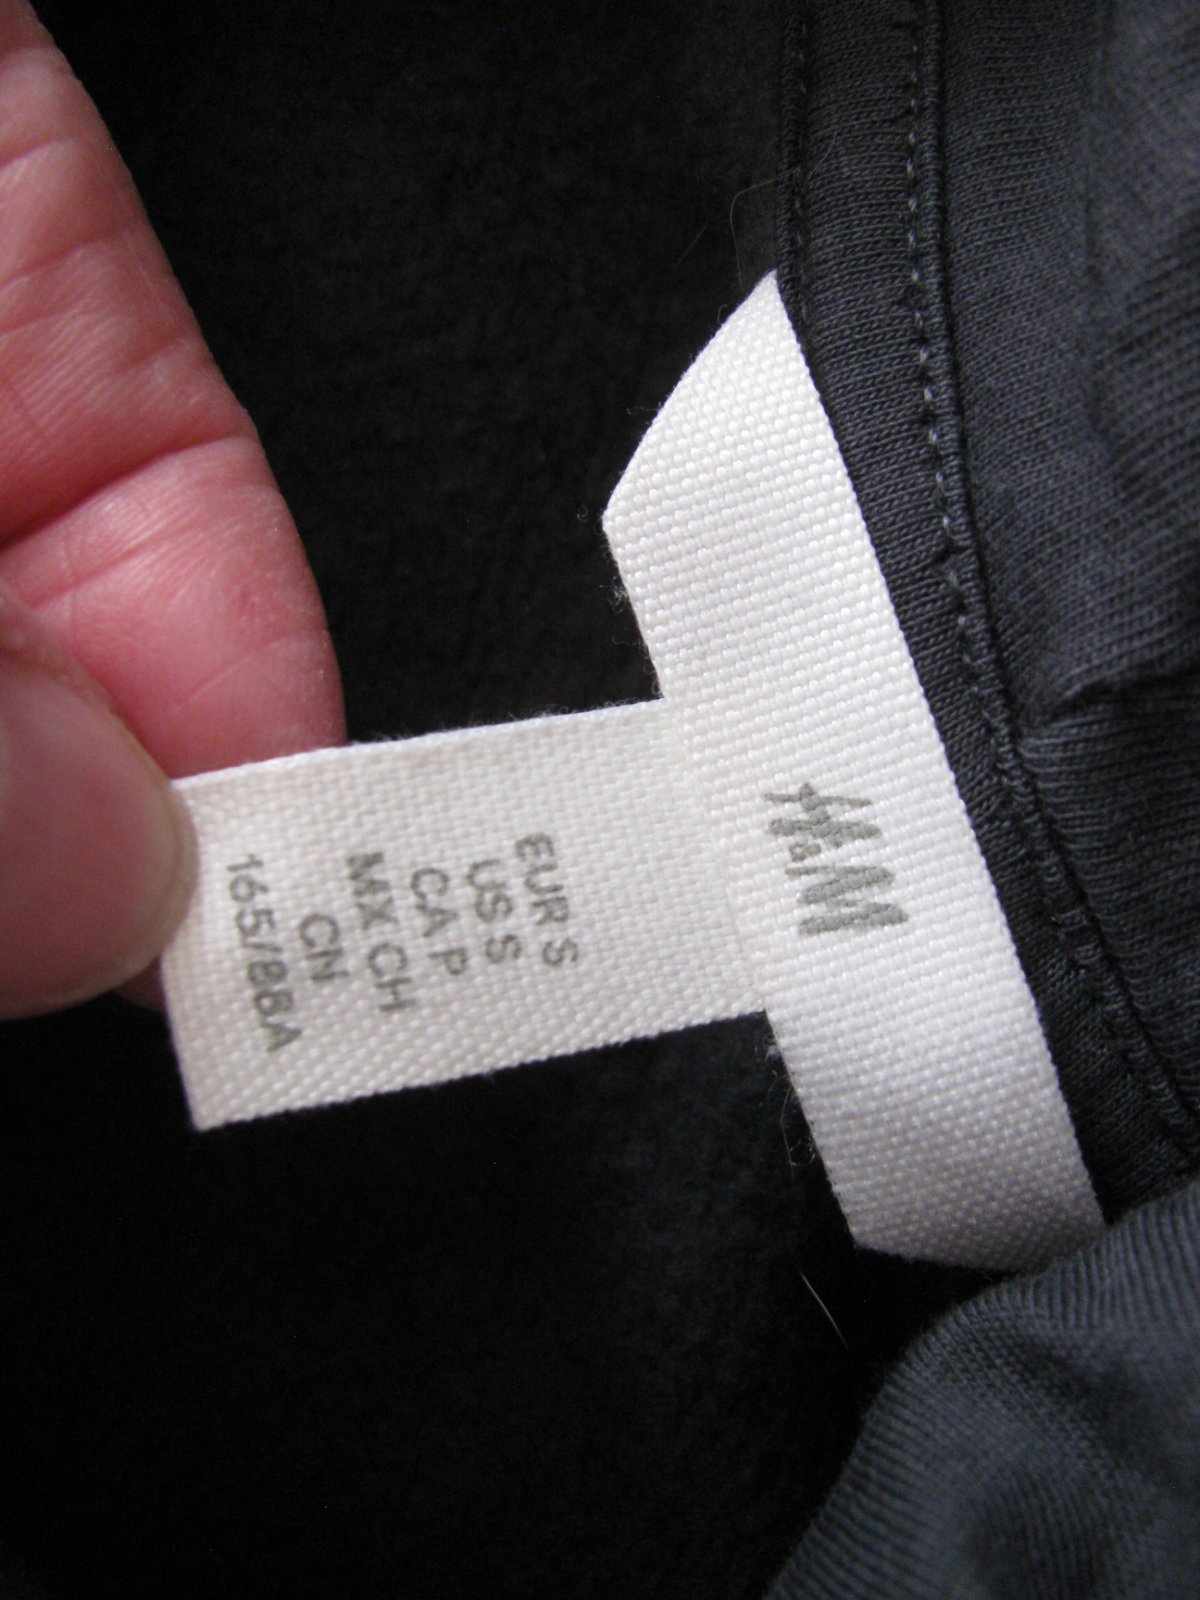 H&M
EUR S
US S
CA P
MX CH
CN
165/88A